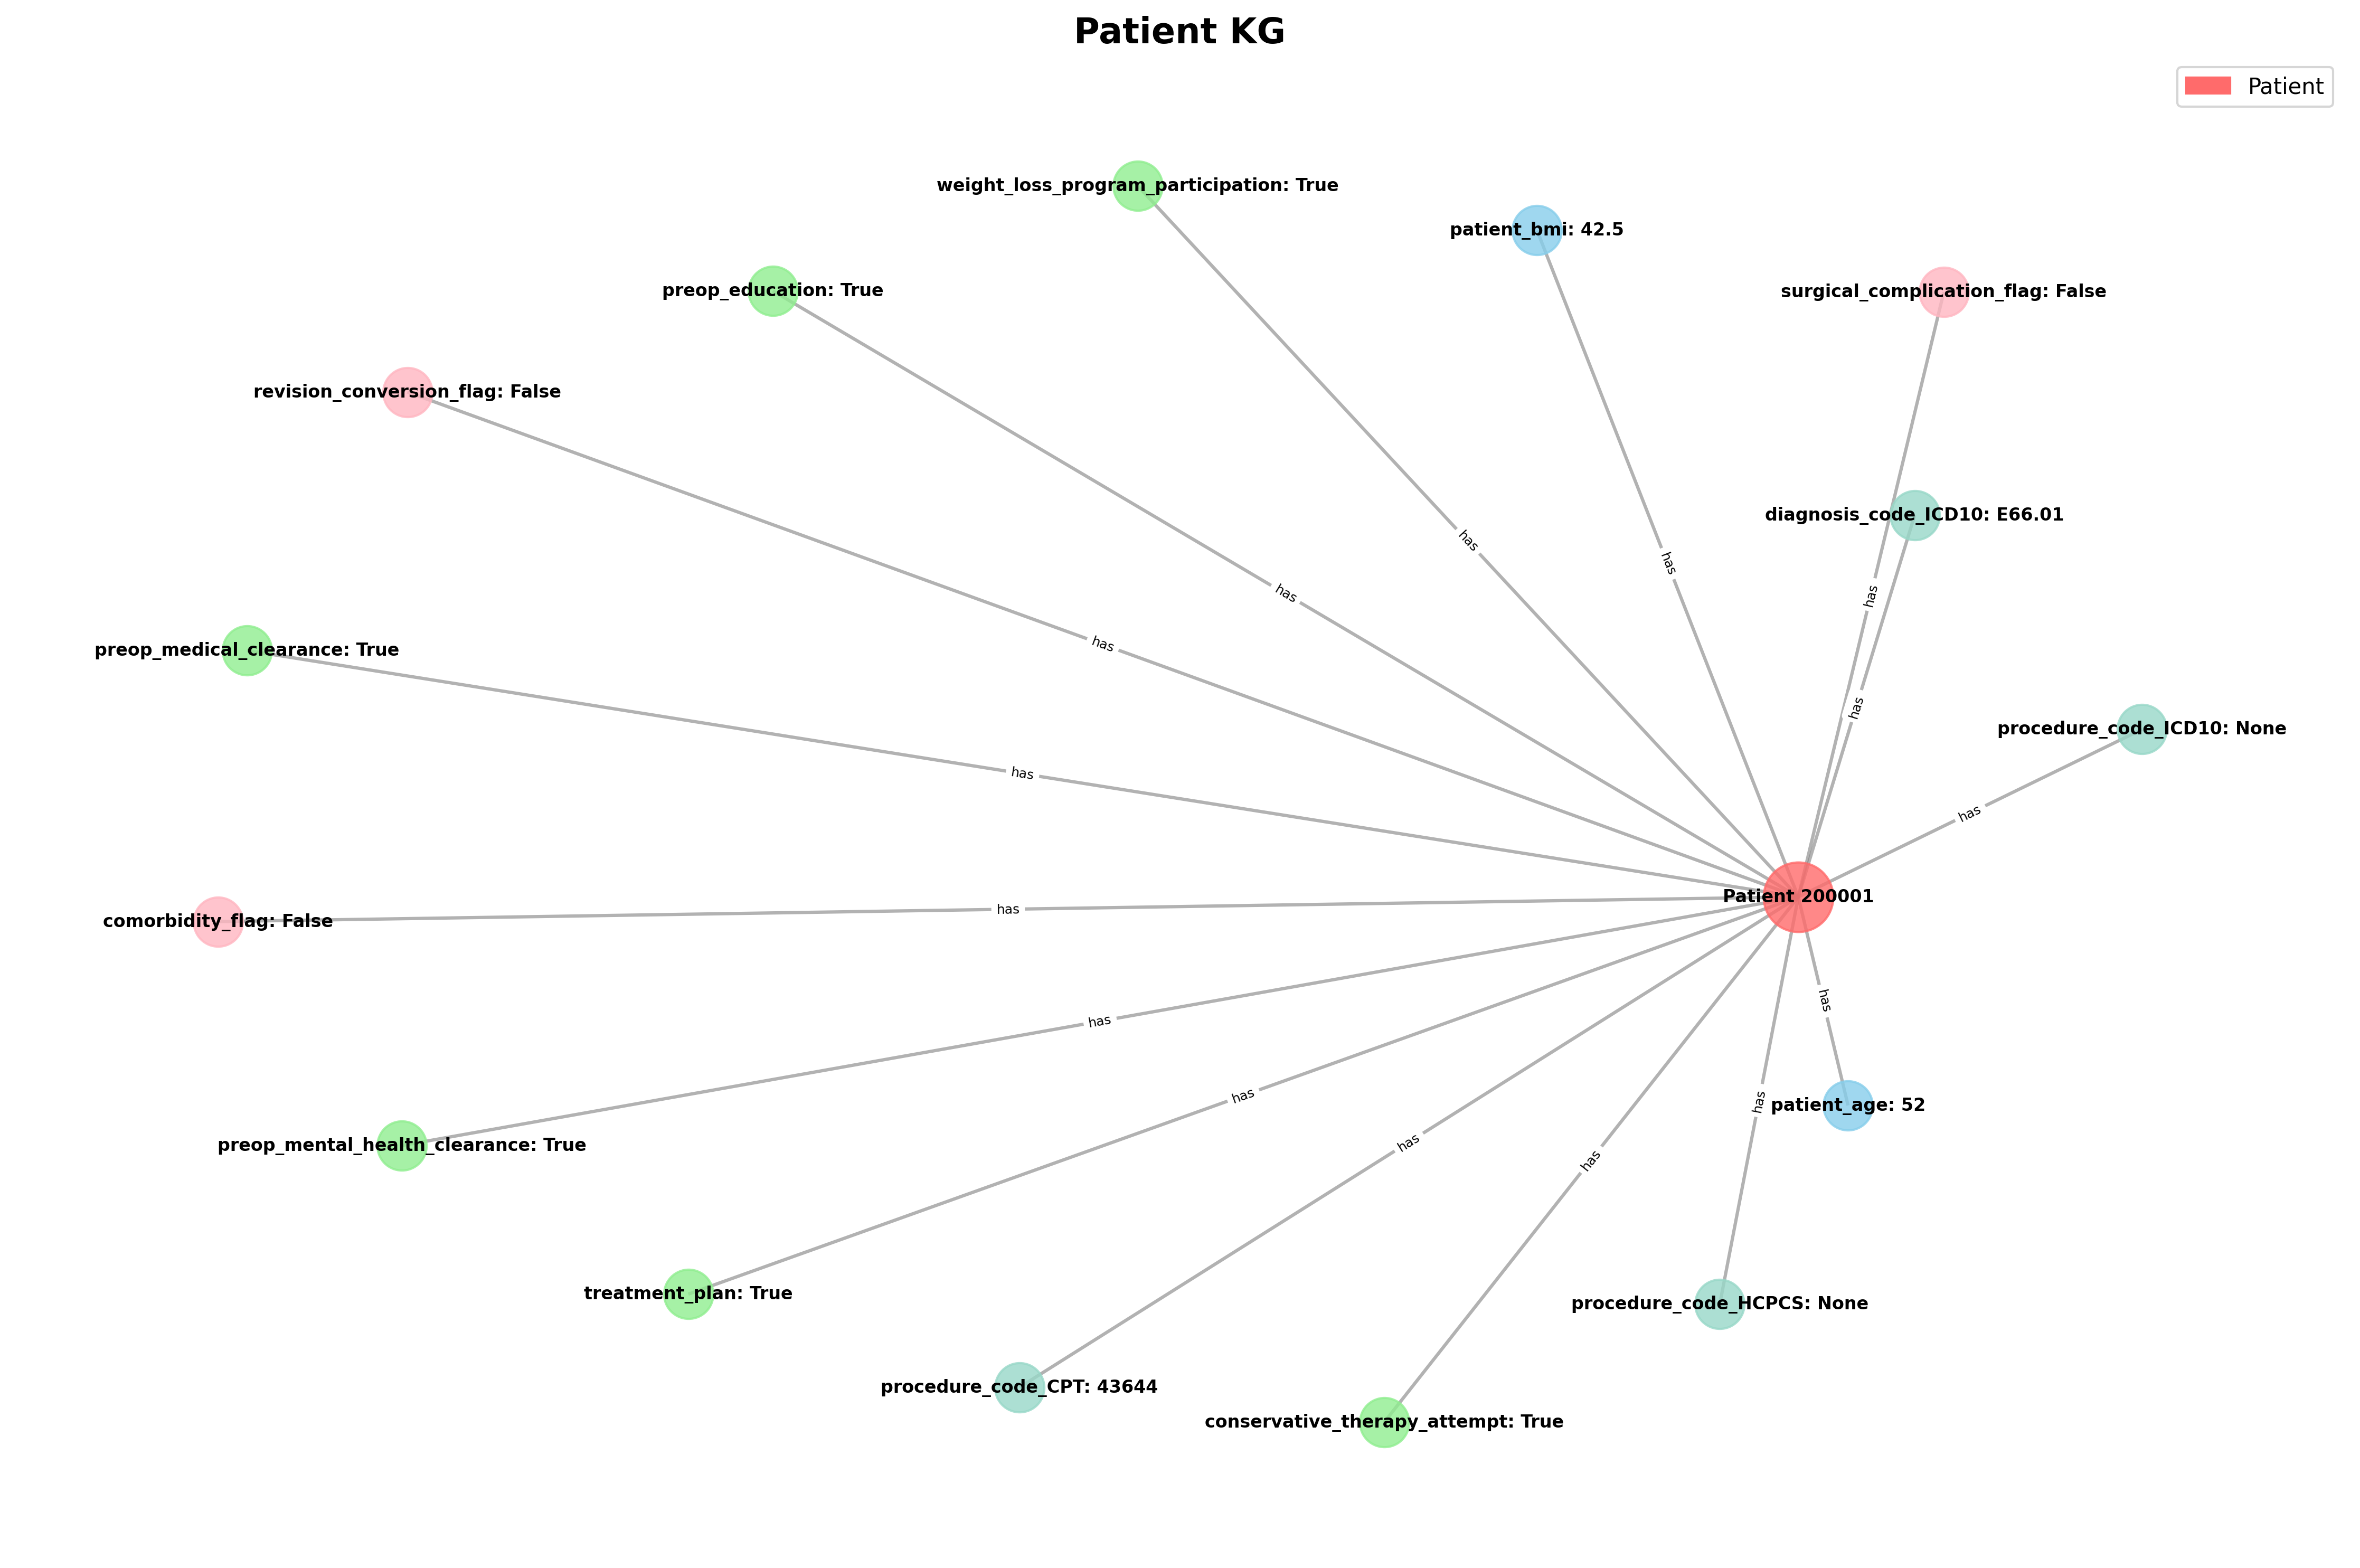 Patient KG
Patient
weight_loss_program_participation: True
patient_bmi: 42.5
preop_education: True
surgical_complication_flag: False
revision_conversion_flag: False
diagnosis_code_ICD10: E66.01
has
has
has
has
has
preop_medical_clearance: True
has
has
procedure_code_ICD10: None
has
has
Patient 200001
has
comorbidity_flag: False
has
has
has
has
patient_age: 52
has
preop_mental_health_clearance: True
has
treatment_plan: True
procedure_code_HCPCS: None
procedure_code_CPT: 43644
conservative_therapy_attempt: True